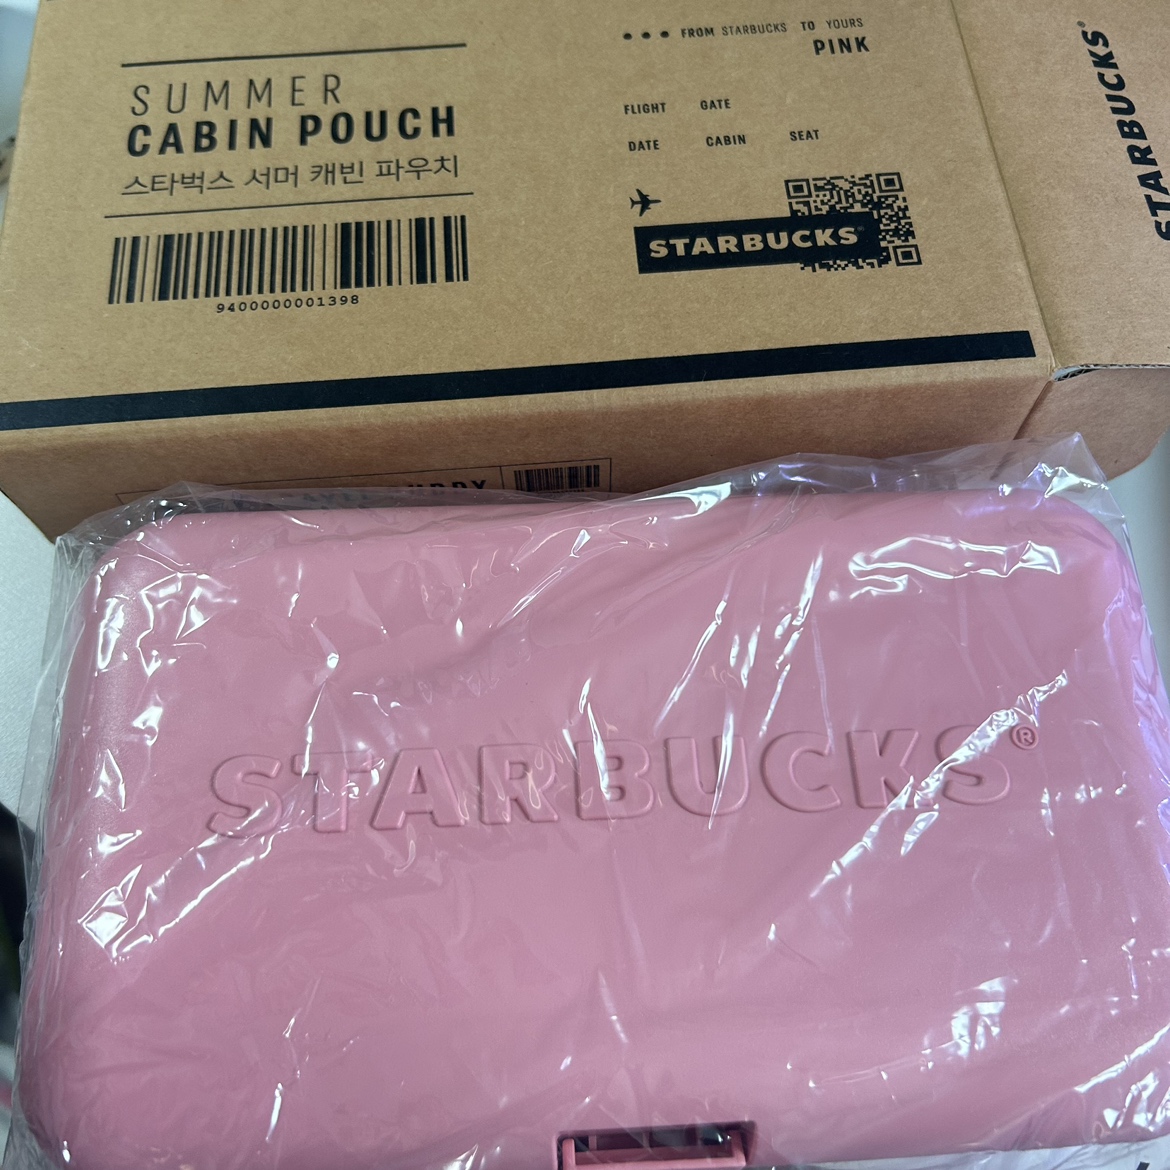 SUMMER
CABIN POUCH
스타벅스 서머 캐빈 파우치
9400000001398
••• FROM STARBUCKS TO YOURS
PINK
FLIGHT GATE
DATE CABIN SEAT
STARBUCKS
STARBUCKS®
STARBUCKS®